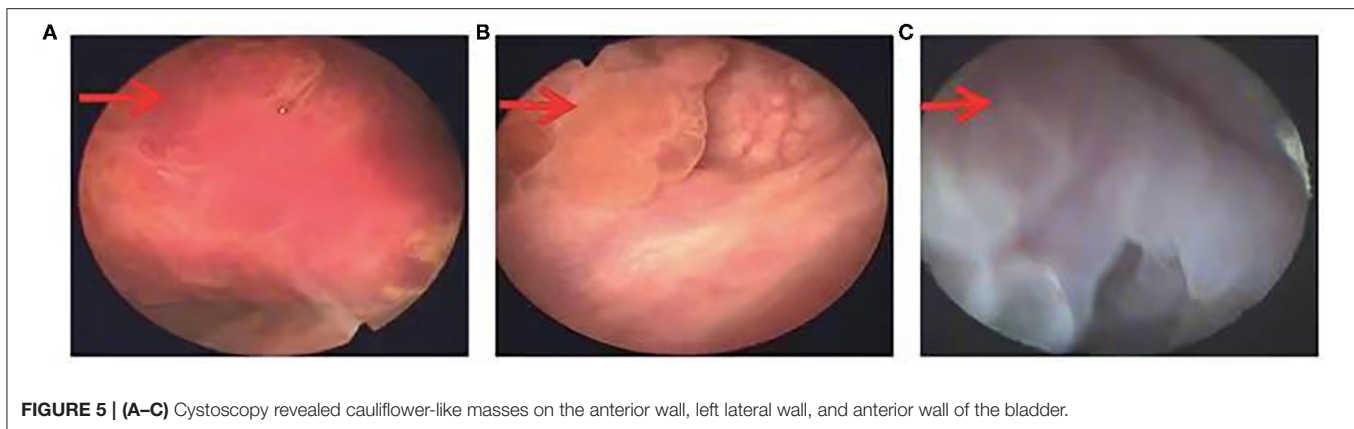 A B C
FIGURE 5 | (A–C) Cystoscopy revealed cauliflower-like masses on the anterior wall, left lateral wall, and anterior wall of the bladder.